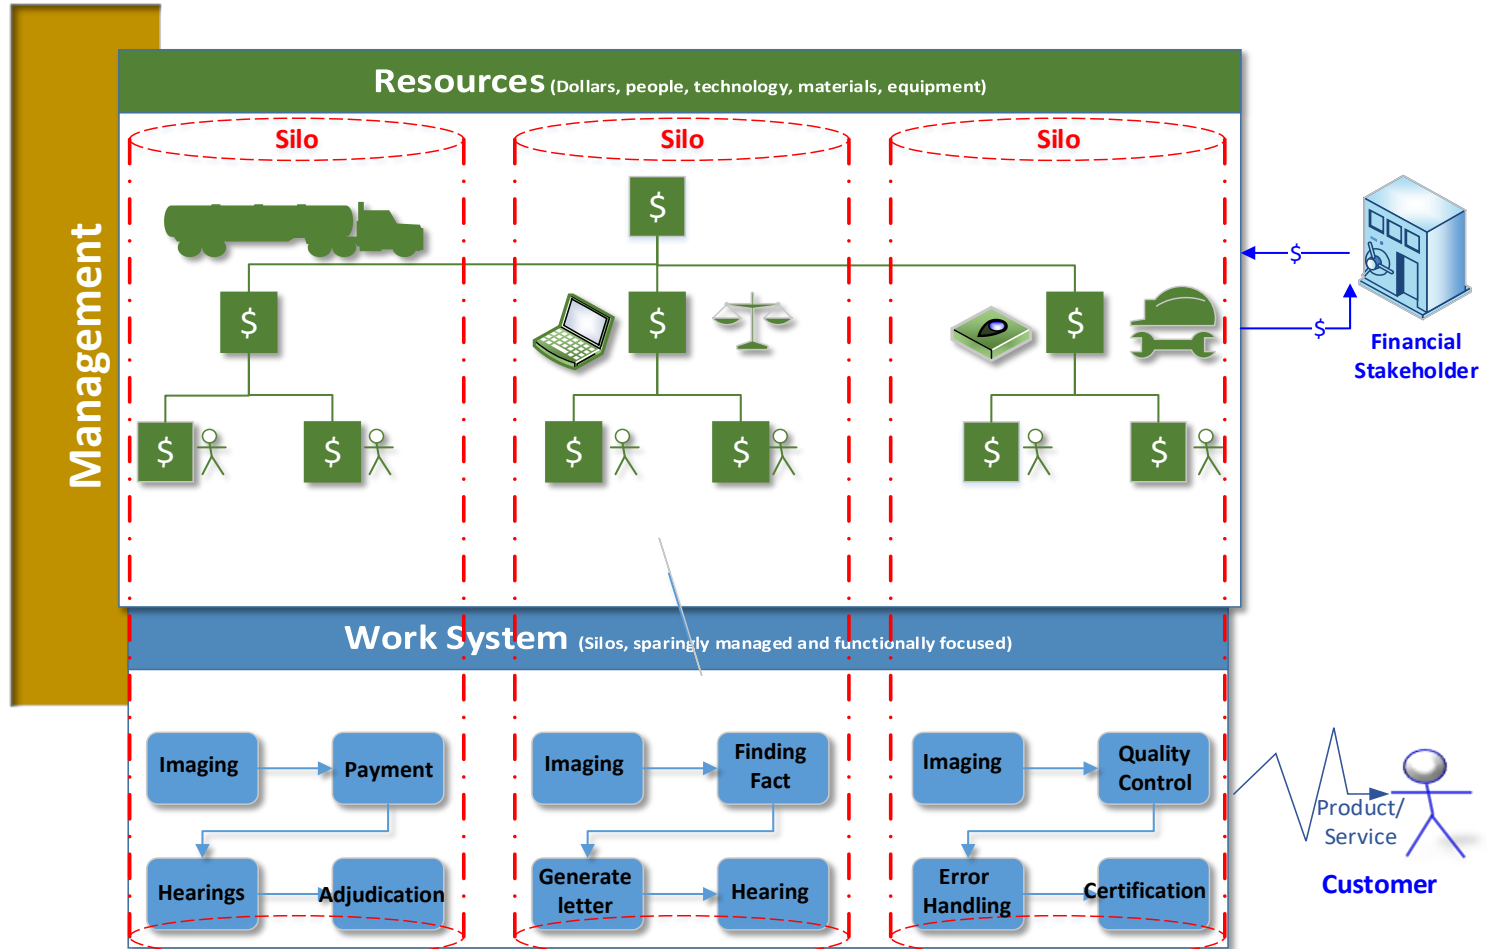 Management
Resources (Dollars, people, technology, materials, equipment)
Silo
Silo
Silo
$
$
$
$
$
$
$
$
$
$
$
$
Financial
Stakeholder
Work System (Silos, sparingly managed and functionally focused)
Imaging
Payment
Hearings
Adjudication
Imaging
Finding
Fact
Generate
letter
Hearing
Imaging
Quality
Control
Error
Handling
Certification
Product/
Service
Customer